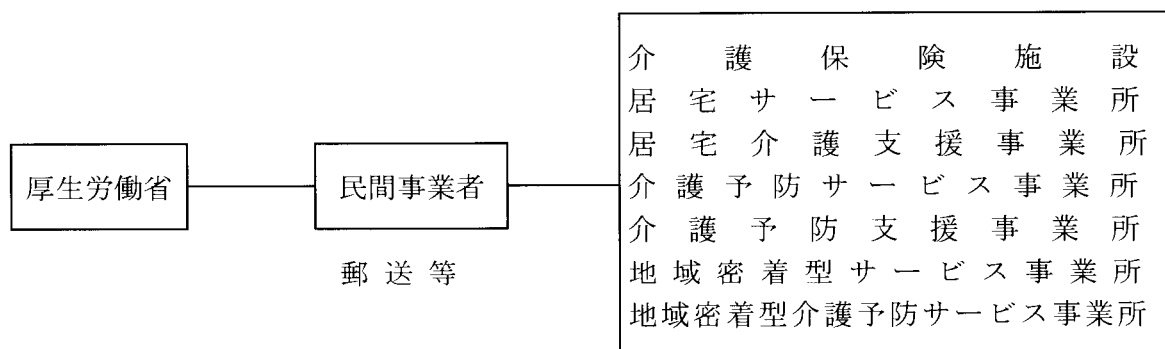 厚生労働省
民間事業者
郵送等
介護保険施設
居宅サービス事業所
居宅介護支援事業所
介護予防サービス事業所
介護予防支援事業所
地域密着型サービス事業所
地域密着型介護予防サービス事業所